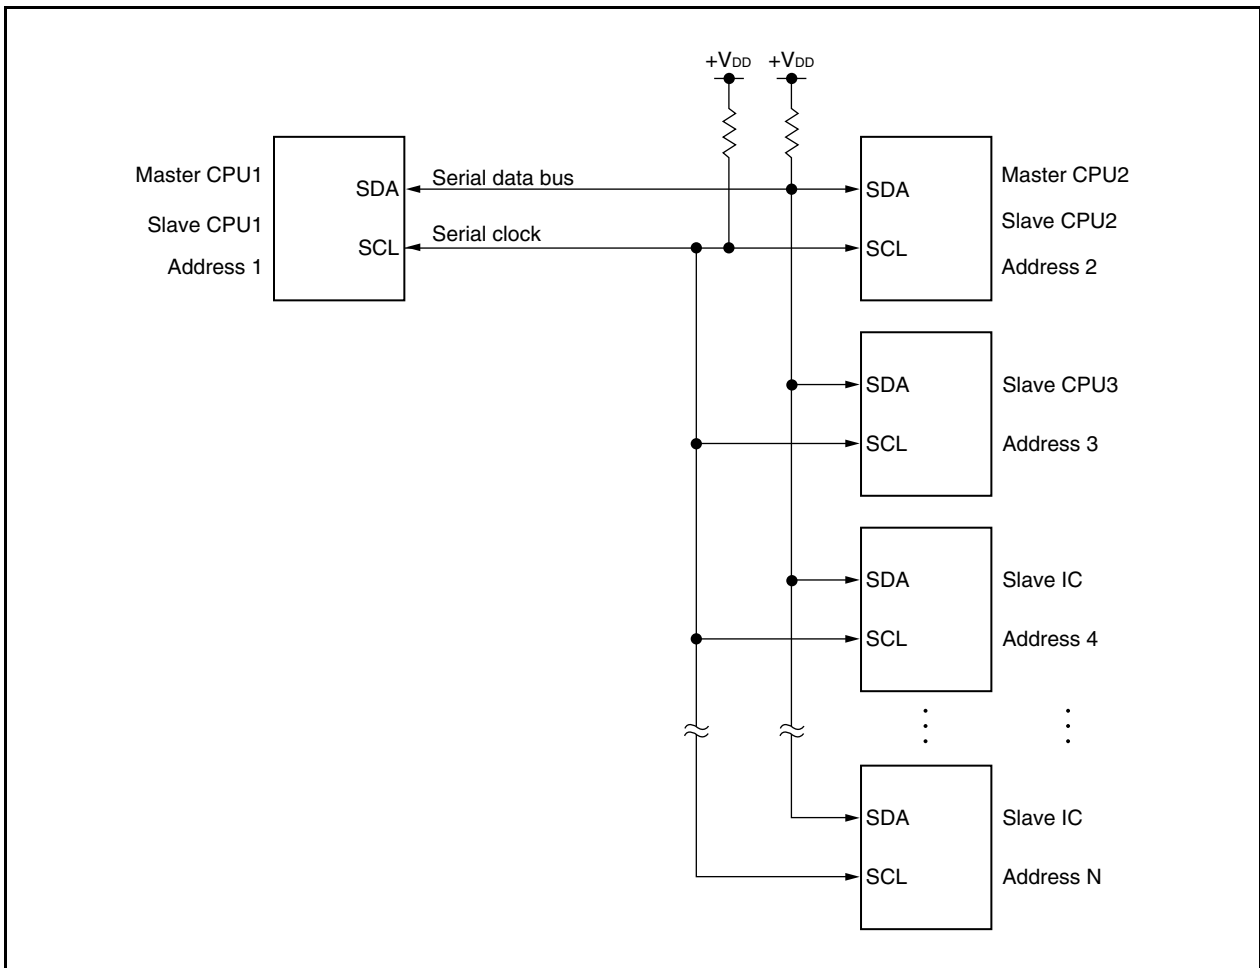 +VDD +VDD
Master CPU1
Slave CPU1
Address 1
SDA
SCL
Serial data bus
Serial clock
SDA
SCL
Master CPU2
Slave CPU2
Address 2
SDA
SCL
Slave CPU3
Address 3
SDA
SCL
Slave IC
Address 4
SDA
SCL
Slave IC
Address N